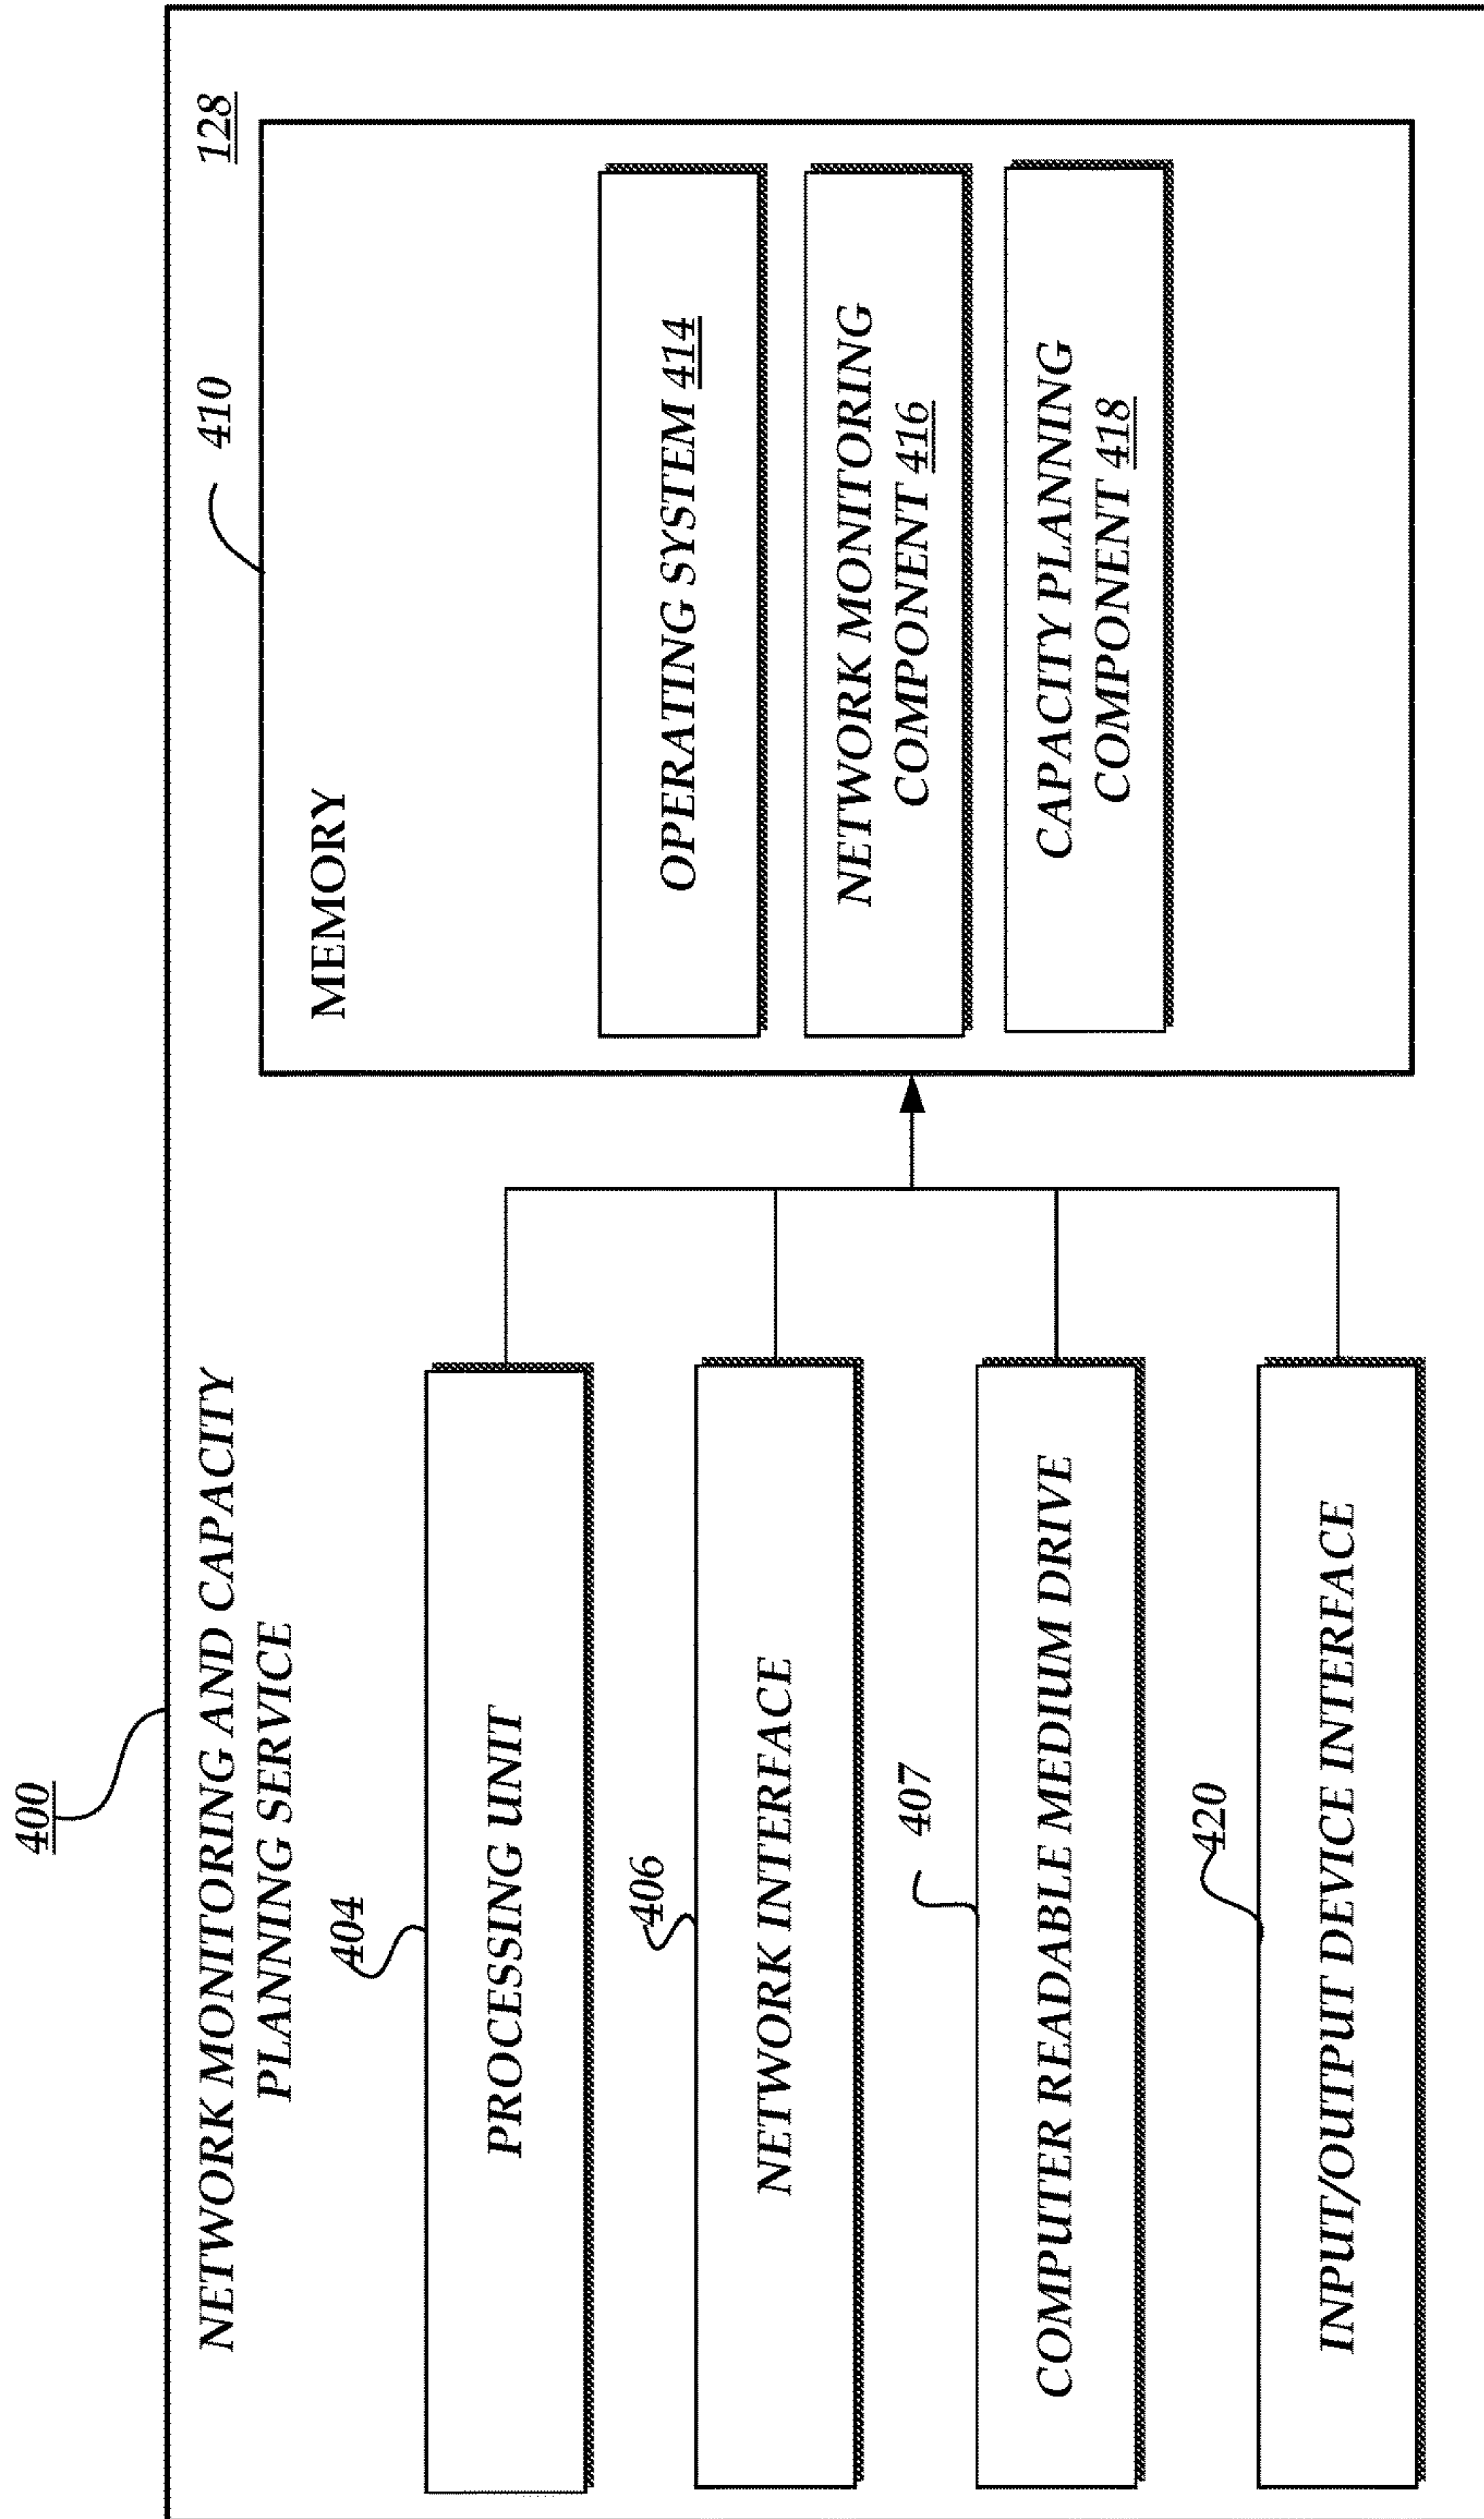 400
NETWORK MONITORING AND CAPACITY
PLANNING SERVICE
128
410
404
PROCESSING UNIT
406
NETWORK INTERFACE
407
COMPUTER READABLE MEDIUM DRIVE
420
INPUT/OUTPUT DEVICE INTERFACE
MEMORY
OPERATING SYSTEM 414
NETWORK MONITORING
COMPONENT 416
CAPACITY PLANNING
COMPONENT 418